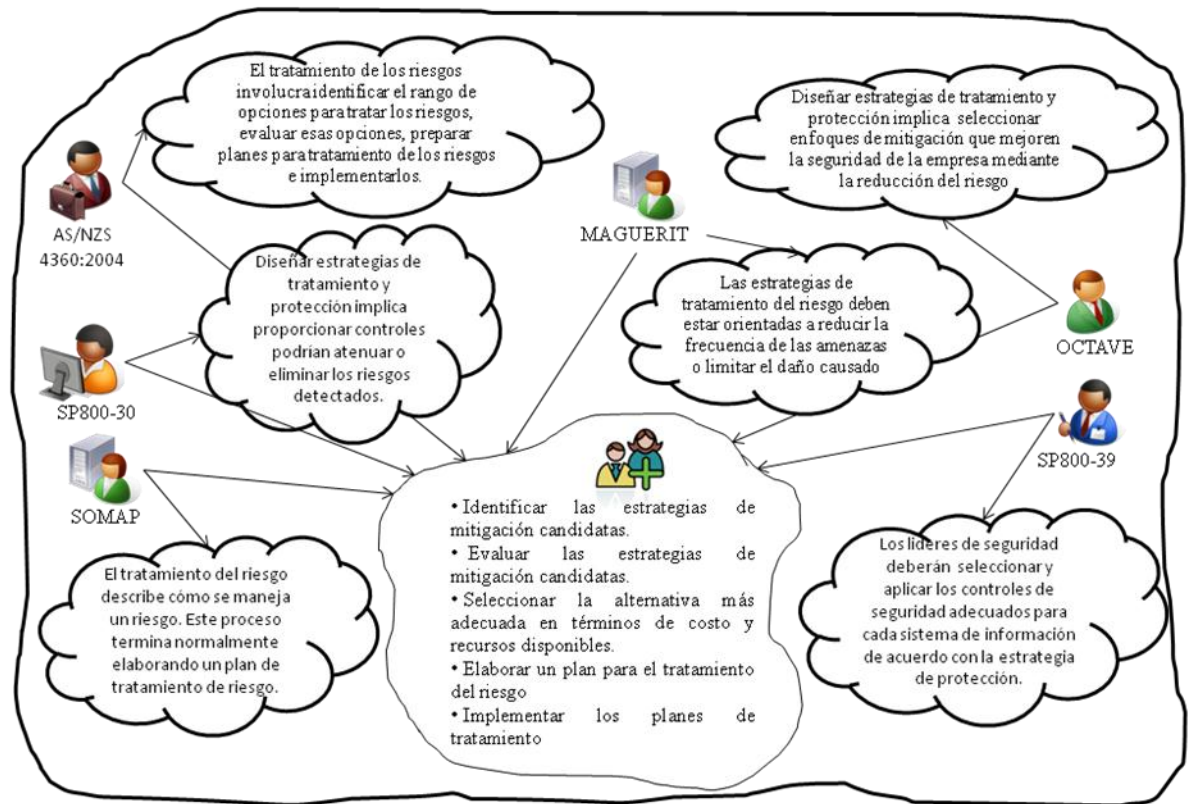 El tratamiento de los riesgos
involucra identificar el rango de
opciones para tratar los riesgos,
evaluar esas opciones, preparar
planes para tratamiento de los riesgos
e implementarlos.
AS/NZS
4360:2004
Diseñar estrategias de tratamiento y
protección implica seleccionar
enfoques de mitigación que mejoren
la seguridad de la empresa mediante
la reducción del riesgo
MAGUERIT
Diseñar estrategias de
tratamiento y
protección implica
proporcionar controles
podrían atenuar o
eliminar los riesgos
detectados.
Las estrategias de
tratamiento del riesgo deben
estar orientadas a reducir la
frecuencia de las amenazas
o limitar el daño causado
OCTAVE
SP800-30
SP800-39
SOMAP
El tratamiento del riesgo
describe cómo se maneja
un riesgo. Este proceso
termina normalmente
elaborando un plan de
tratamiento de riesgo.
• Identificar las estrategias de
mitigación candidatas.
• Evaluar las estrategias de
mitigación candidatas.
• Seleccionar la alternativa más
adecuada en términos de costo y
recursos disponibles.
• Elaborar un plan para el tratamiento
del riesgo
• Implementar los planes de
tratamiento
Los lideres de seguridad
deberán seleccionar y
aplicar los controles de
seguridad adecuados para
cada sistema de información
de acuerdo con la estrategia
de protección.